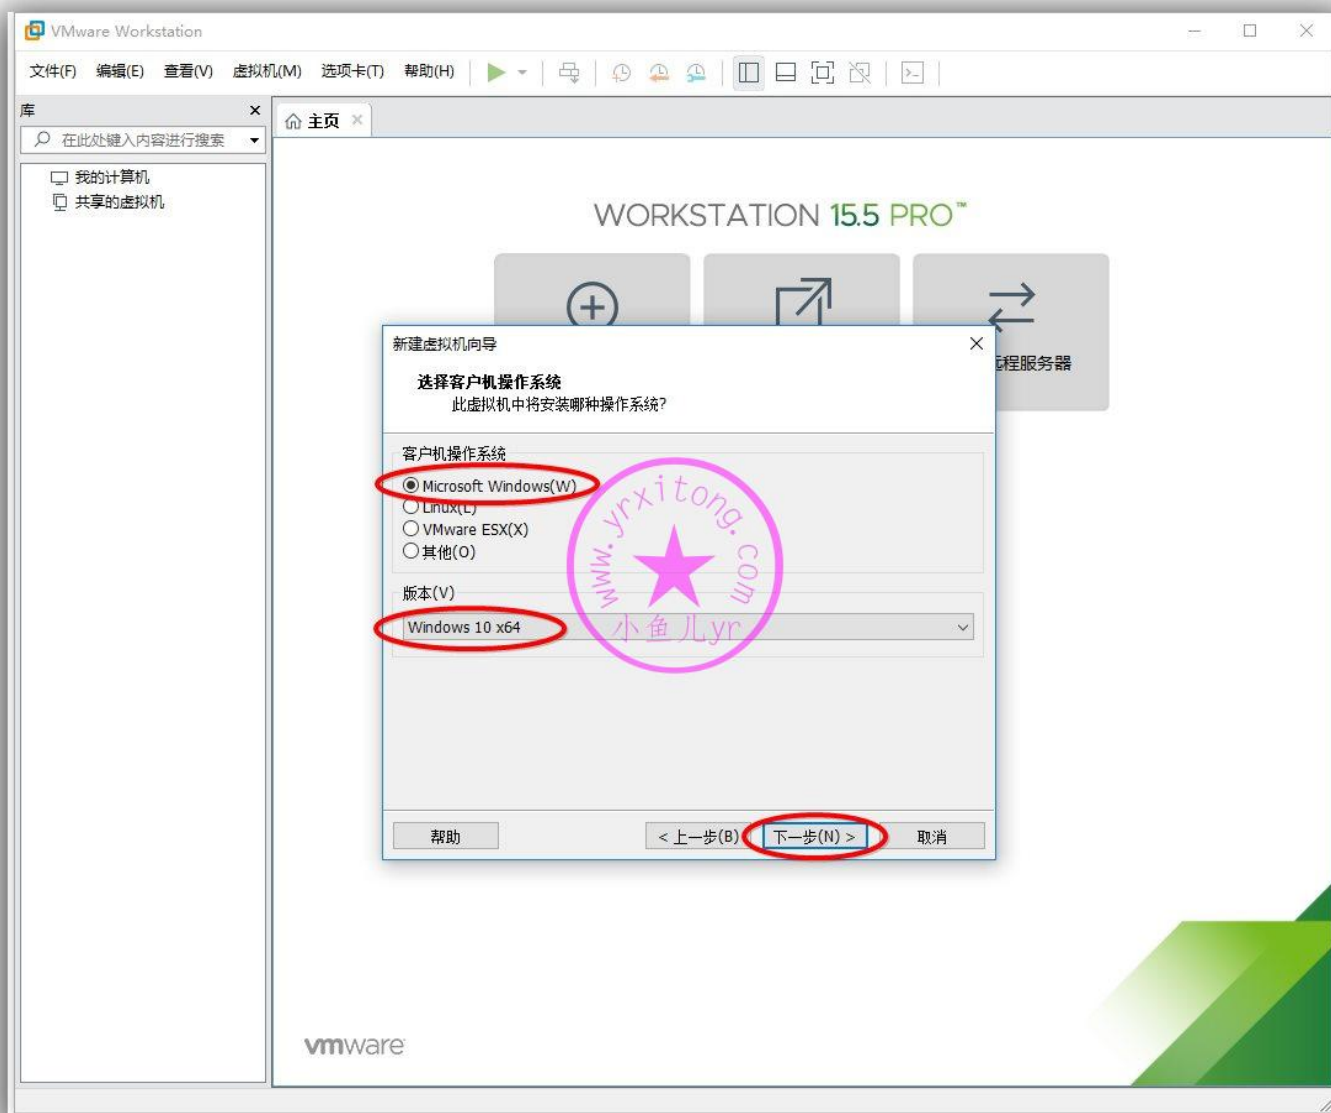 VMware Workstation
文件(F) 编辑(E) 查看(V) 虚拟机(M) 选项卡(T) 帮助(H)
库
主页
在此处键入内容进行搜索
我的计算机
共享的虚拟机
WORKSTATION 15.5 PRO™
程服务器
新建虚拟机向导
选择客户机操作系统
此虚拟机中将安装哪种操作系统?
客户机操作系统
Microsoft Windows(W)
Linux(L)
VMware ESX(X)
其他(O)
版本(V)
Windows 10 x64
www.yrxitong.com
小鱼儿yr
帮助
< 上一步(B)
下一步(N) >
取消
vmware